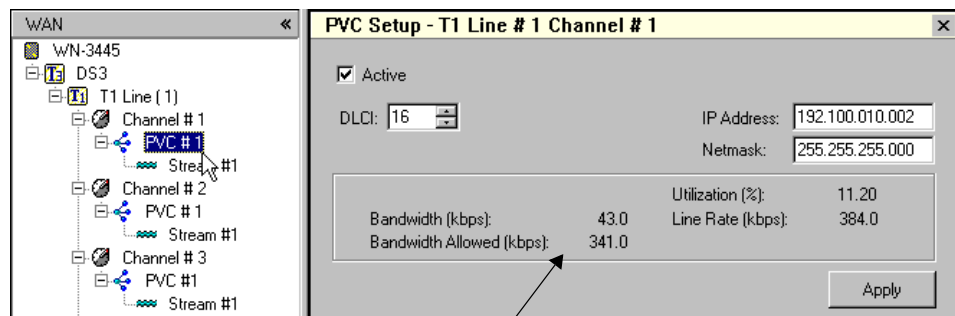 WAN «
WN-3445
T3 DS3
T1 T1 Line ( 1)
Channel # 1
PVC # 1
Stream #1
Channel # 2
PVC # 1
Stream #1
Channel # 3
PVC #1
Stream #1
PVC Setup - T1 Line # 1 Channel # 1
Active
DLCI: 16
IP Address: 192.100.010.002
Netmask: 255.255.255.000
Utilization (%): 11.20
Bandwidth (kbps): 43.0 Line Rate (kbps): 384.0
Bandwidth Allowed (kbps): 341.0
Apply